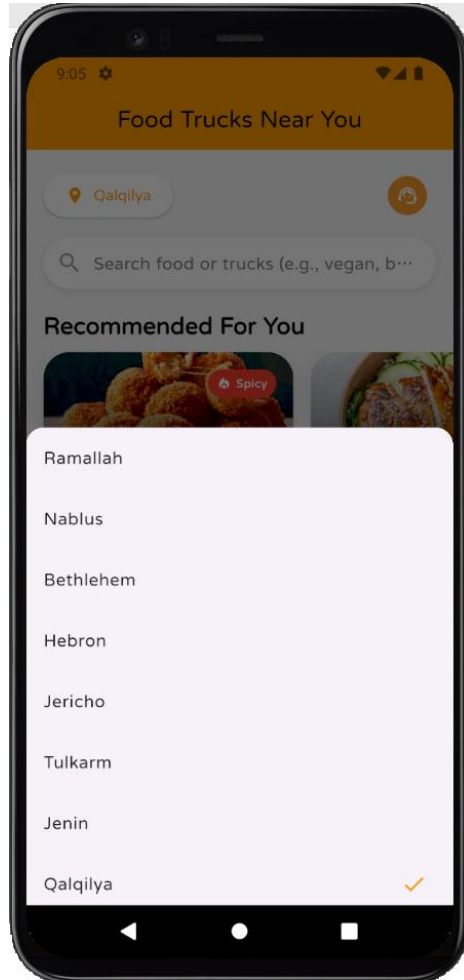 9:05
Food Trucks Near You
Qalqilya
Search food or trucks (e.g., vegan, b···
Recommended For You
Spicy
Ramallah
Nablus
Bethlehem
Hebron
Jericho
Tulkarm
Jenin
Qalqilya